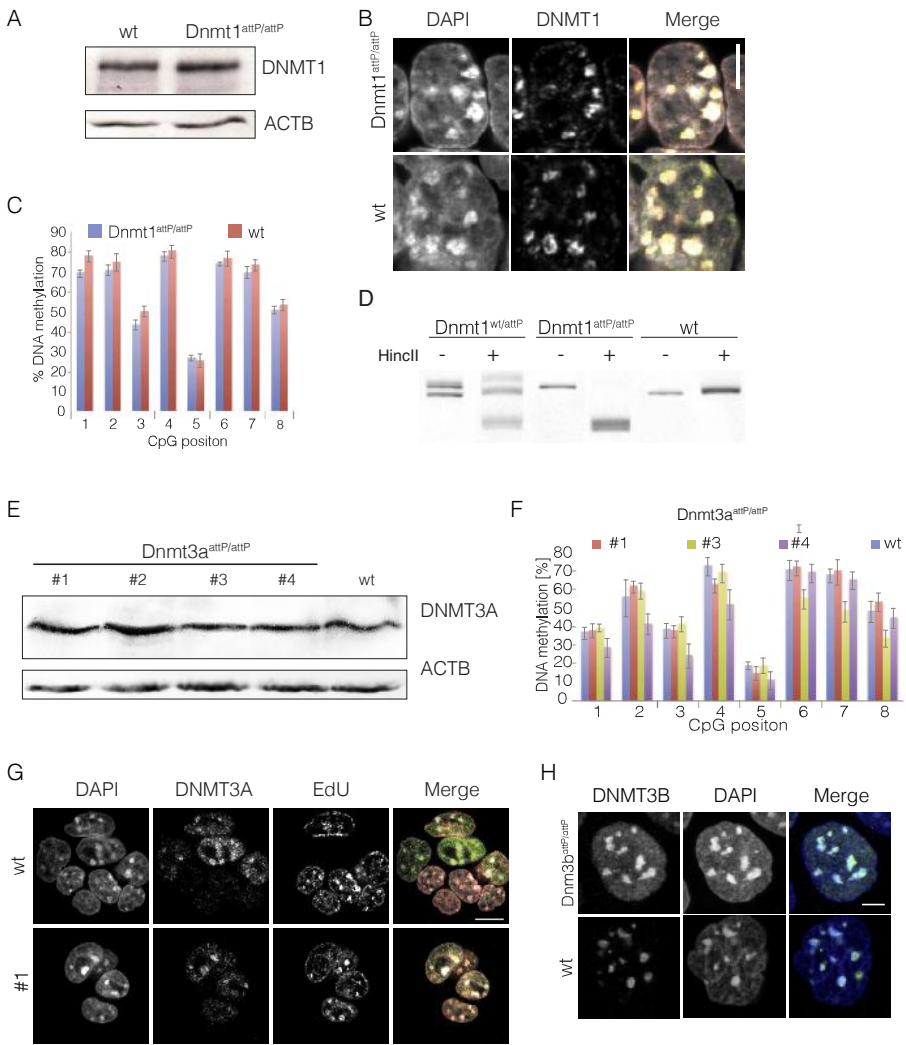 A
wt Dnmt1attP/attP
DNMT1
ACTB
B
DAPI DNMT1 Merge
Dnmt1attP/attP
wt
C
Dnmt1attP/attP wt
% DNA methylation
90
80
70
60
50
40
30
20
10
0
1 2 3 4 5 6 7 8
CpG positon
D
Dnmt1wt/attP Dnmt1attP/attP wt
HincII - + - + - +
E
Dnmt3aattP/attP
#1 #2 #3 #4 wt
DNMT3A
ACTB
F
Dnmt3aattP/attP
#1 #3 #4 wt
DNA methylation [%]
80
70
60
50
40
30
20
10
0
1 2 3 4 5 6 7 8
CpG positon
G
DAPI DNMT3A EdU Merge
wt
#1
H
DNMT3B DAPI Merge
Dnm3battP/attP
wt